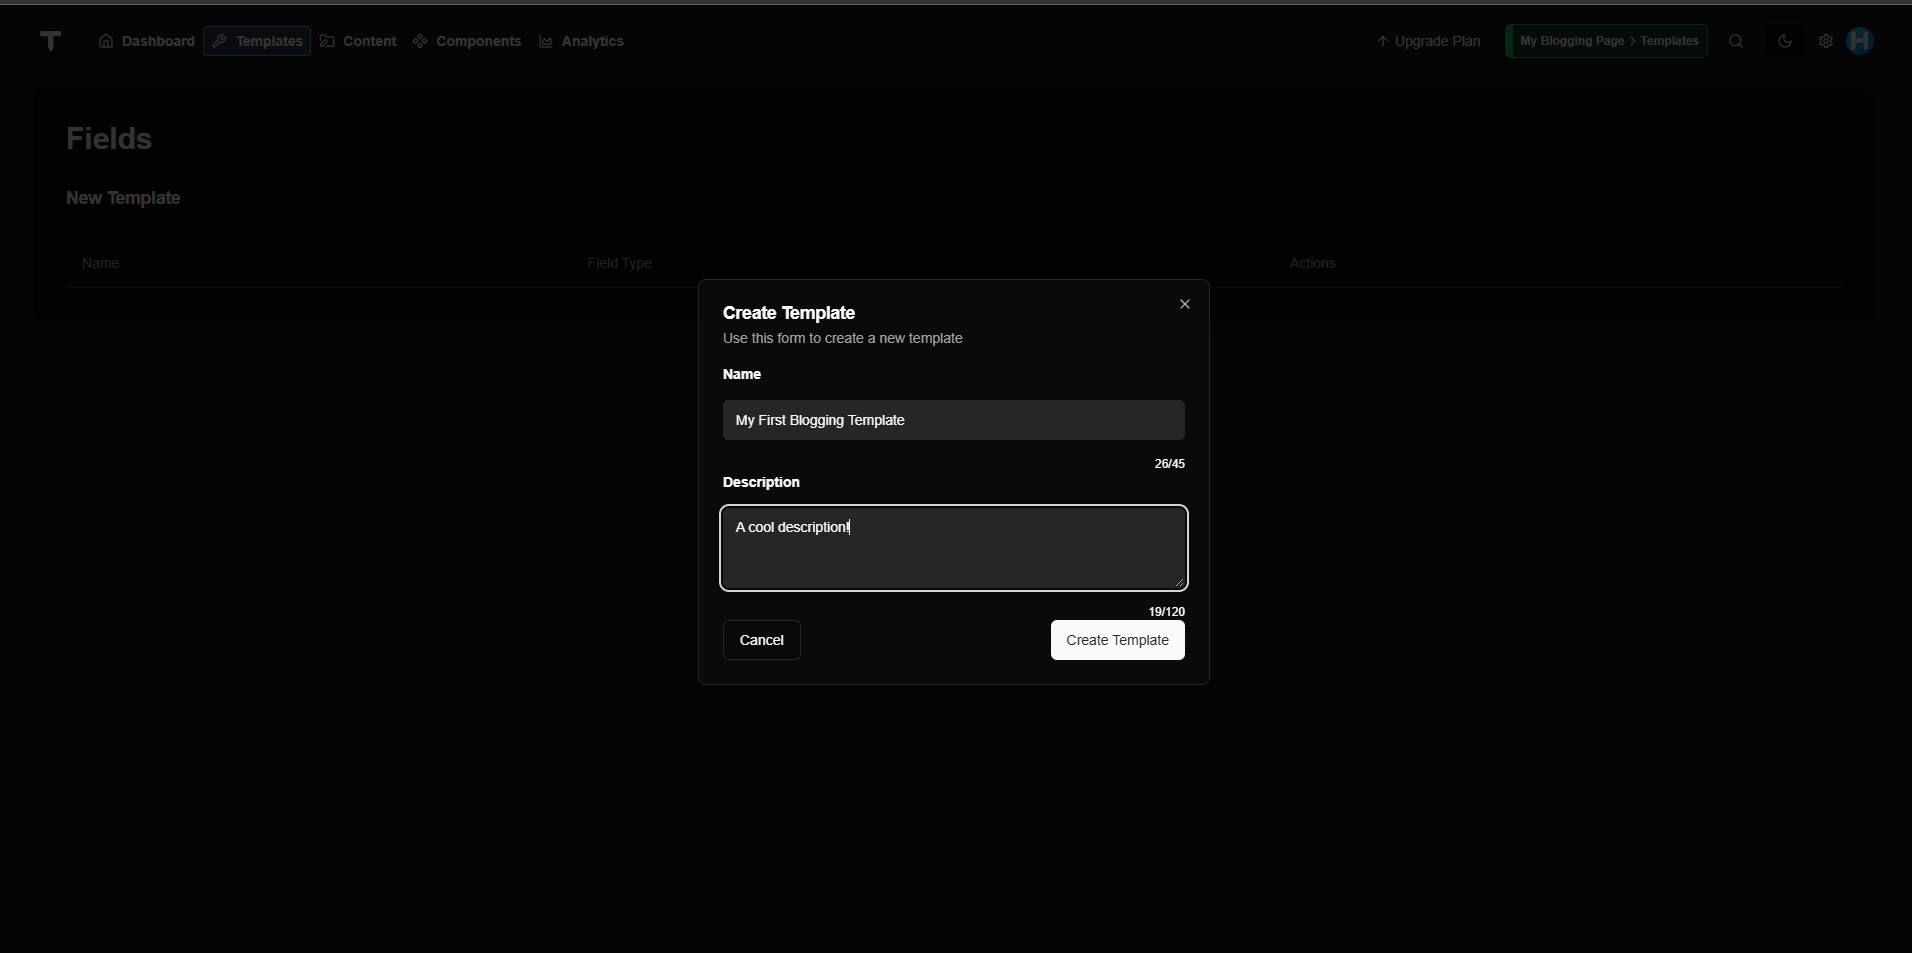 T
Dashboard Templates Content Components Analytics Upgrade Plan My Blogging Page > Templates H
Fields
New Template
Name Field Type Actions
Create Template
Use this form to create a new template
Name
My First Blogging Template
26/45
Description
A cool description!
19/120
Cancel Create Template